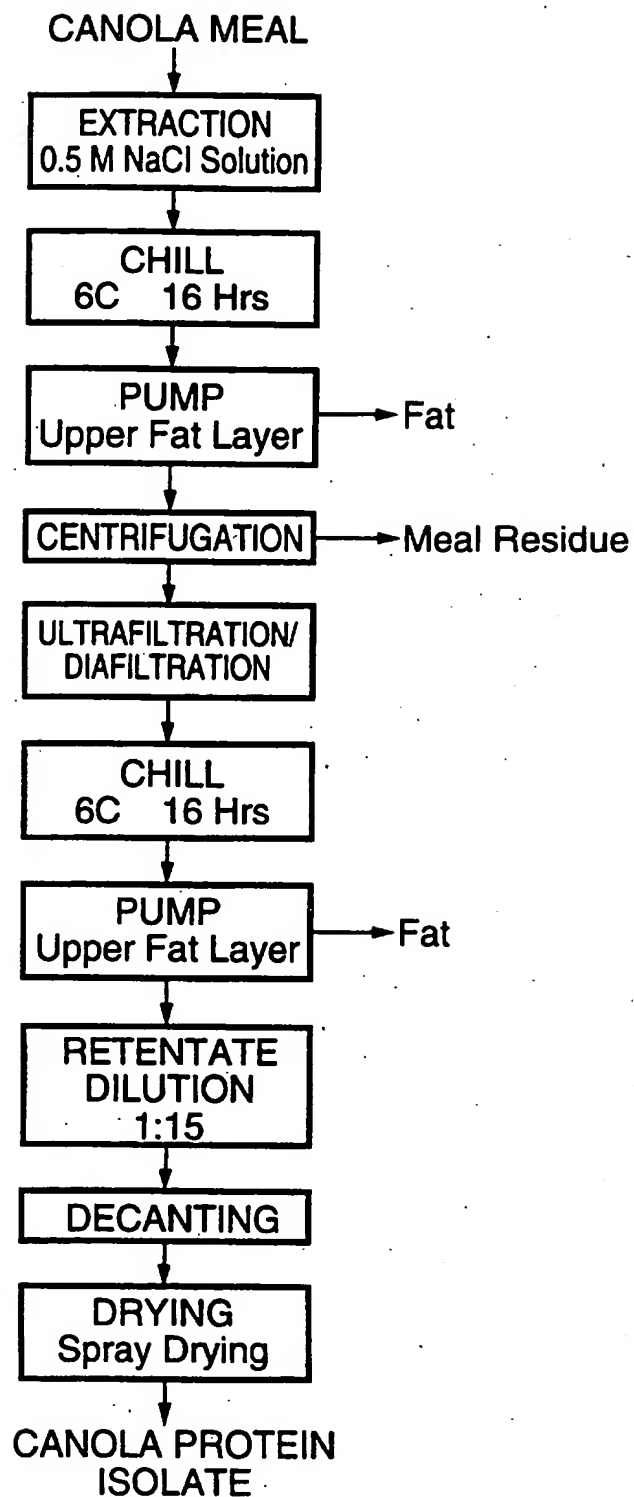 CANOLA MEAL
EXTRACTION
0.5 M NaCl Solution
CHILL
6C 16 Hrs
PUMP
Upper Fat Layer
Fat
CENTRIFUGATION
Meal Residue
ULTRAFILTRATION/
DIAFILTRATION
CHILL
6C 16 Hrs
PUMP
Upper Fat Layer
Fat
RETENTATE
DILUTION
1:15
DECANTING
DRYING
Spray Drying
CANOLA PROTEIN
ISOLATE